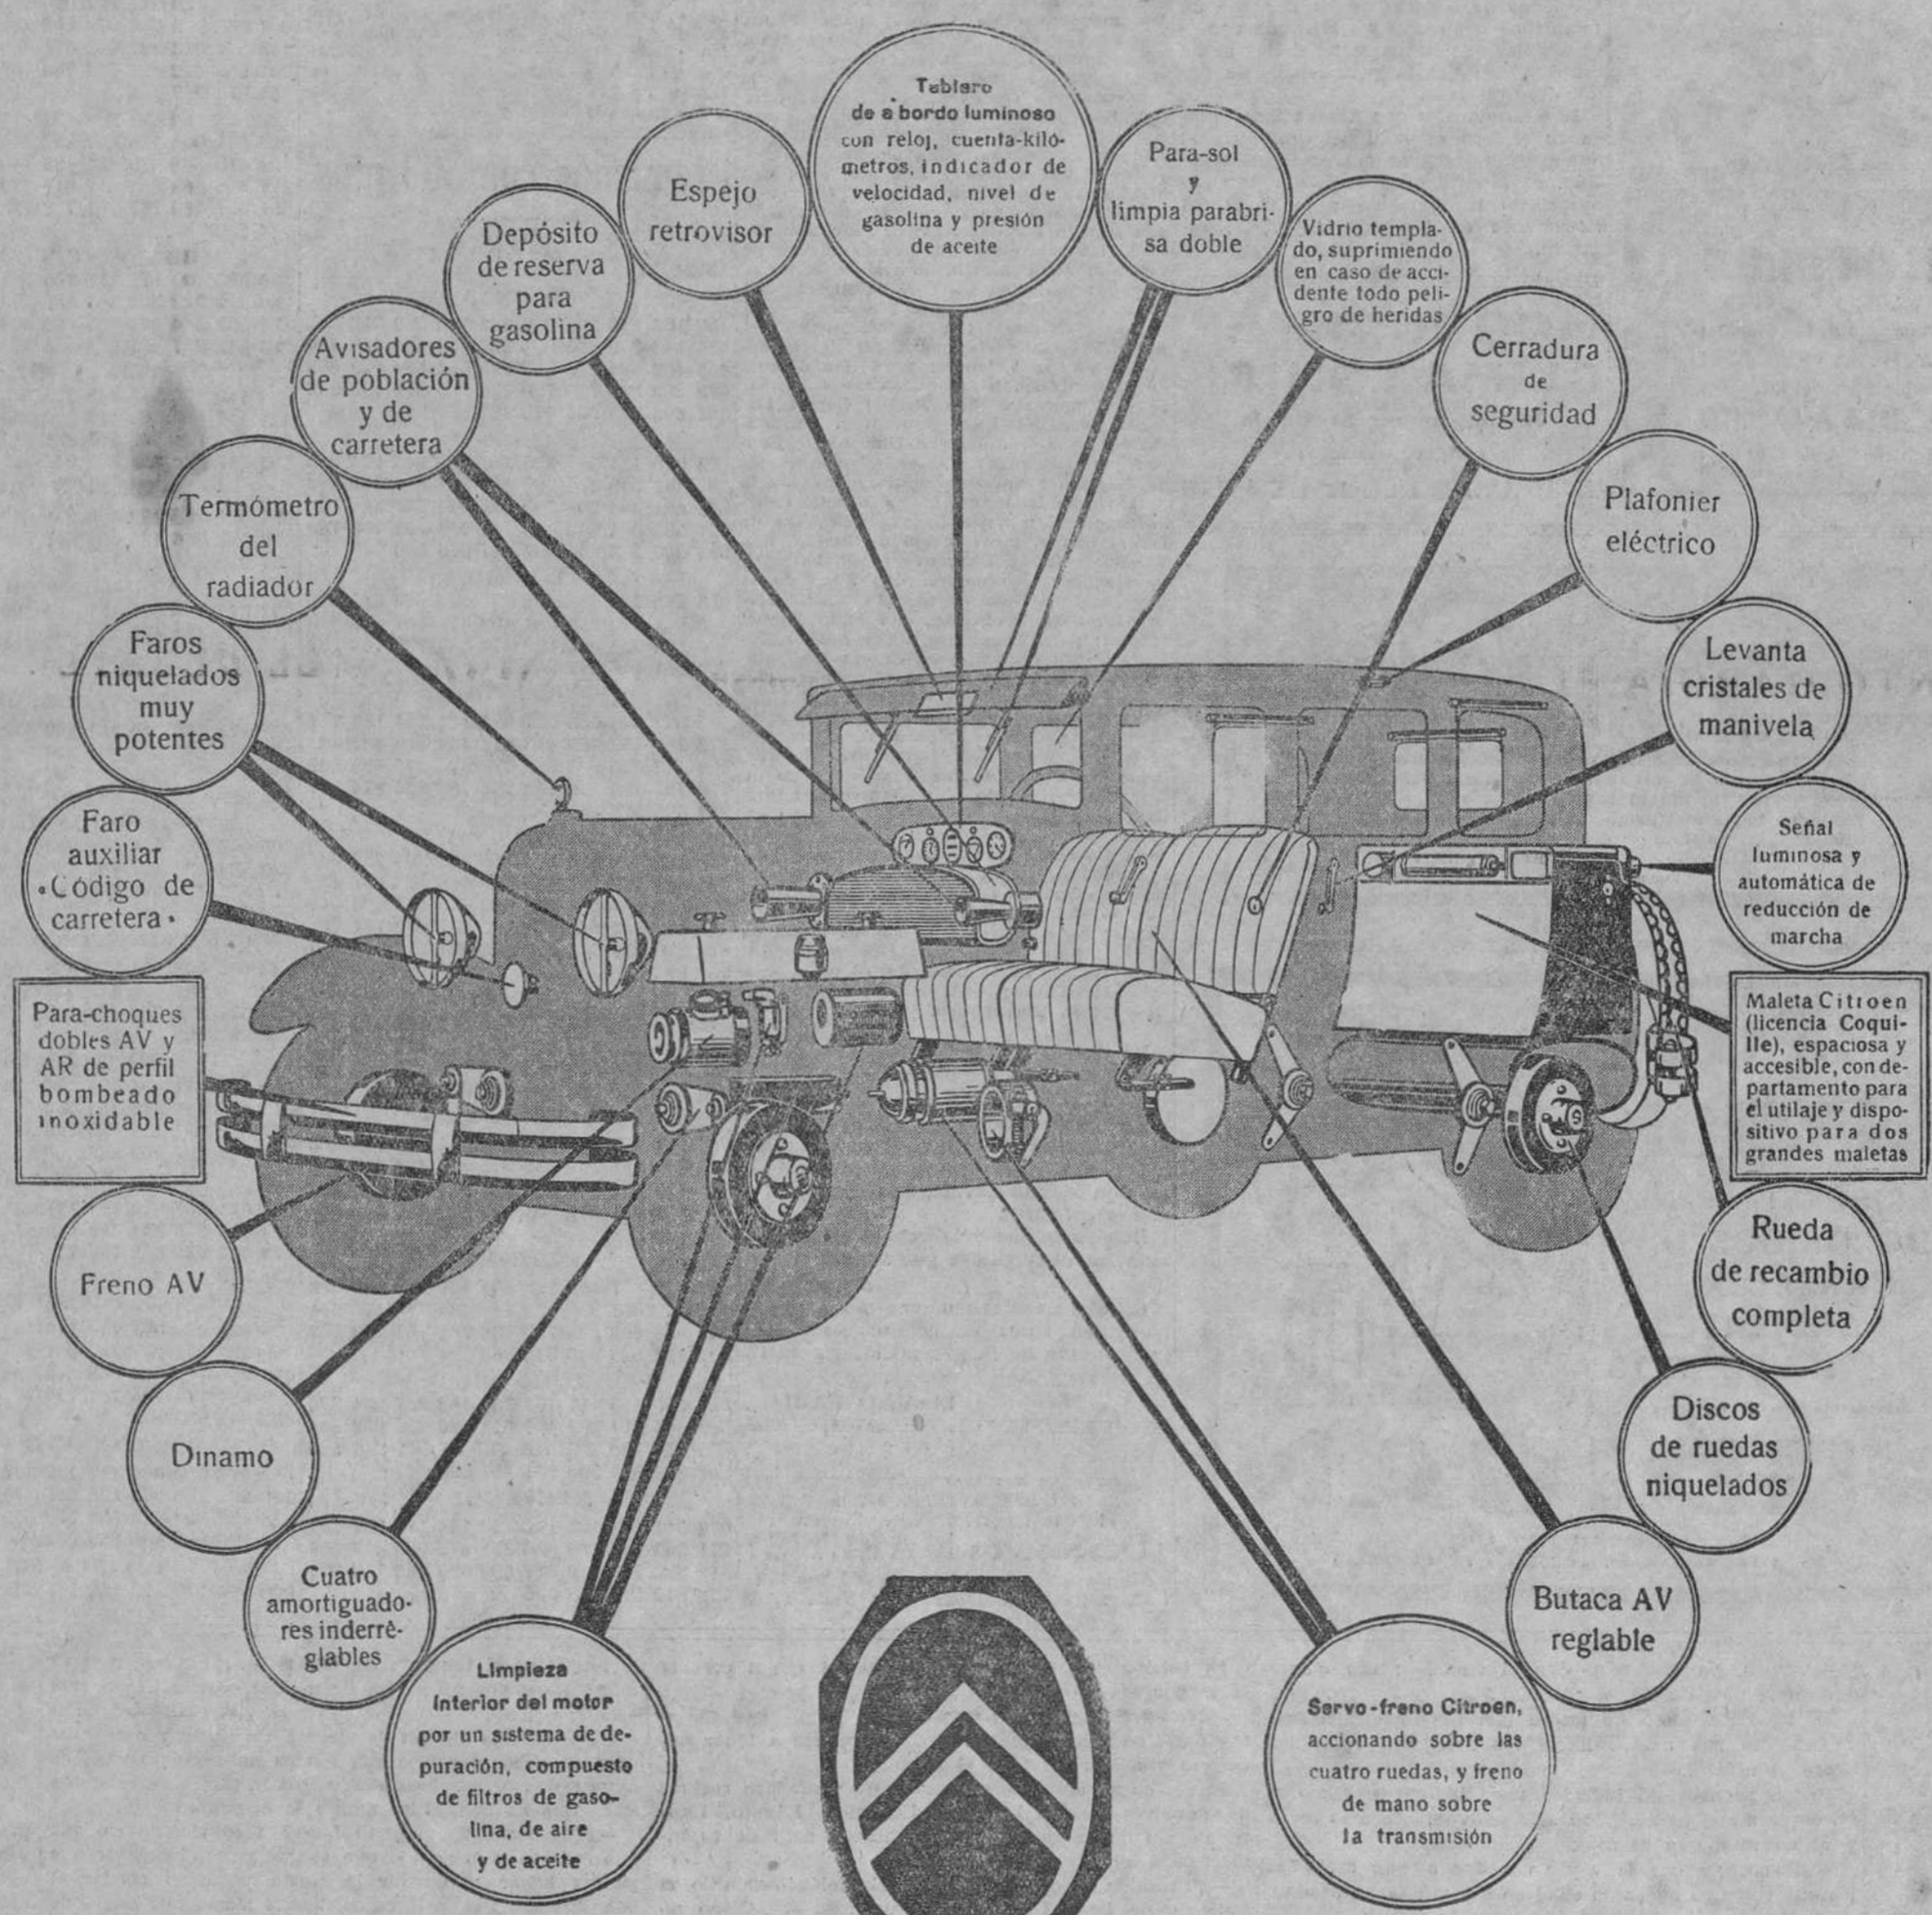 Tablero
de a bordo luminoso
con reloj, cuenta-kiló-
metros, indicador de
velocidad, nivel de
gasolina y presión
de aceite
Para-sol
y
limpia parabri-
sa doble
Vidrio templa-
do, suprimiendo
en caso de acci-
dente todo peli-
gro de heridas
Cerradura
de
seguridad
Plafonier
eléctrico
Levanta
cristales de
manivela
Señal
luminosa y
automática de
reducción de
marcha
Maleta Citroen
(licencia Coqui-
lle), espaciosa y
accesible, con de-
partamento para
el utilaje y dispo-
sitivo para dos
grandes maletas
Rueda
de recambio
completa
Discos
de ruedas
niquelados
Butaca AV
reglable
Servo-freno Citroen,
accionando sobre las
cuatro ruedas, y freno
de mano sobre
la transmisión
Espejo
retrovisor
Depósito
de reserva
para
gasolina
Avisadores
de población
y de
carretera
Termómetro
del
radiador
Faros
niquelados
muy
potentes
Faro
auxiliar
«Código de
carretera»
Para-choques
dobles AV y
AR de perfil
bombeado
inoxidable
Freno AV
Dinamo
Cuatro
amortiguado-
res inderrè-
glables
Limpieza
interior del motor
por un sistema de de-
puración, compuesto
de filtros de gaso-
lina, de aire
y de aceite